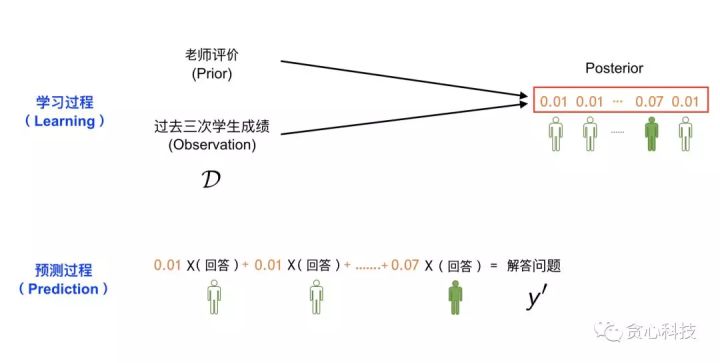 老师评价
(Prior)
Posterior
学习过程
（Learning）
0.01 0.01 ... 0.07 0.01
过去三次学生成绩
(Observation)
......
𝒟
预测过程
（Prediction）
0.01 X(回答) + 0.01 X(回答) + .......+ 0.07 X(回答) = 解答问题
y′
贪心科技